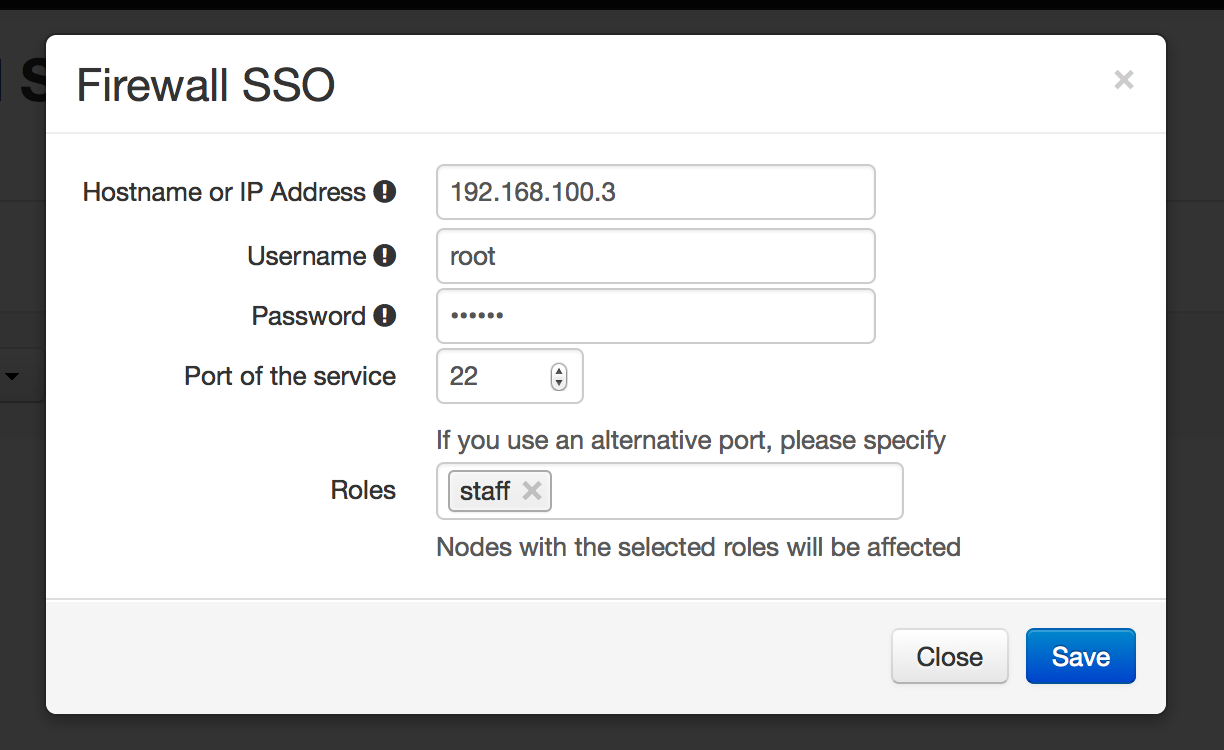 Firewall SSO ×
Hostname or IP Address 192.168.100.3
Username root
Password ••••••
Port of the service 22
If you use an alternative port, please specify
Roles staff ×
Nodes with the selected roles will be affected
Close Save